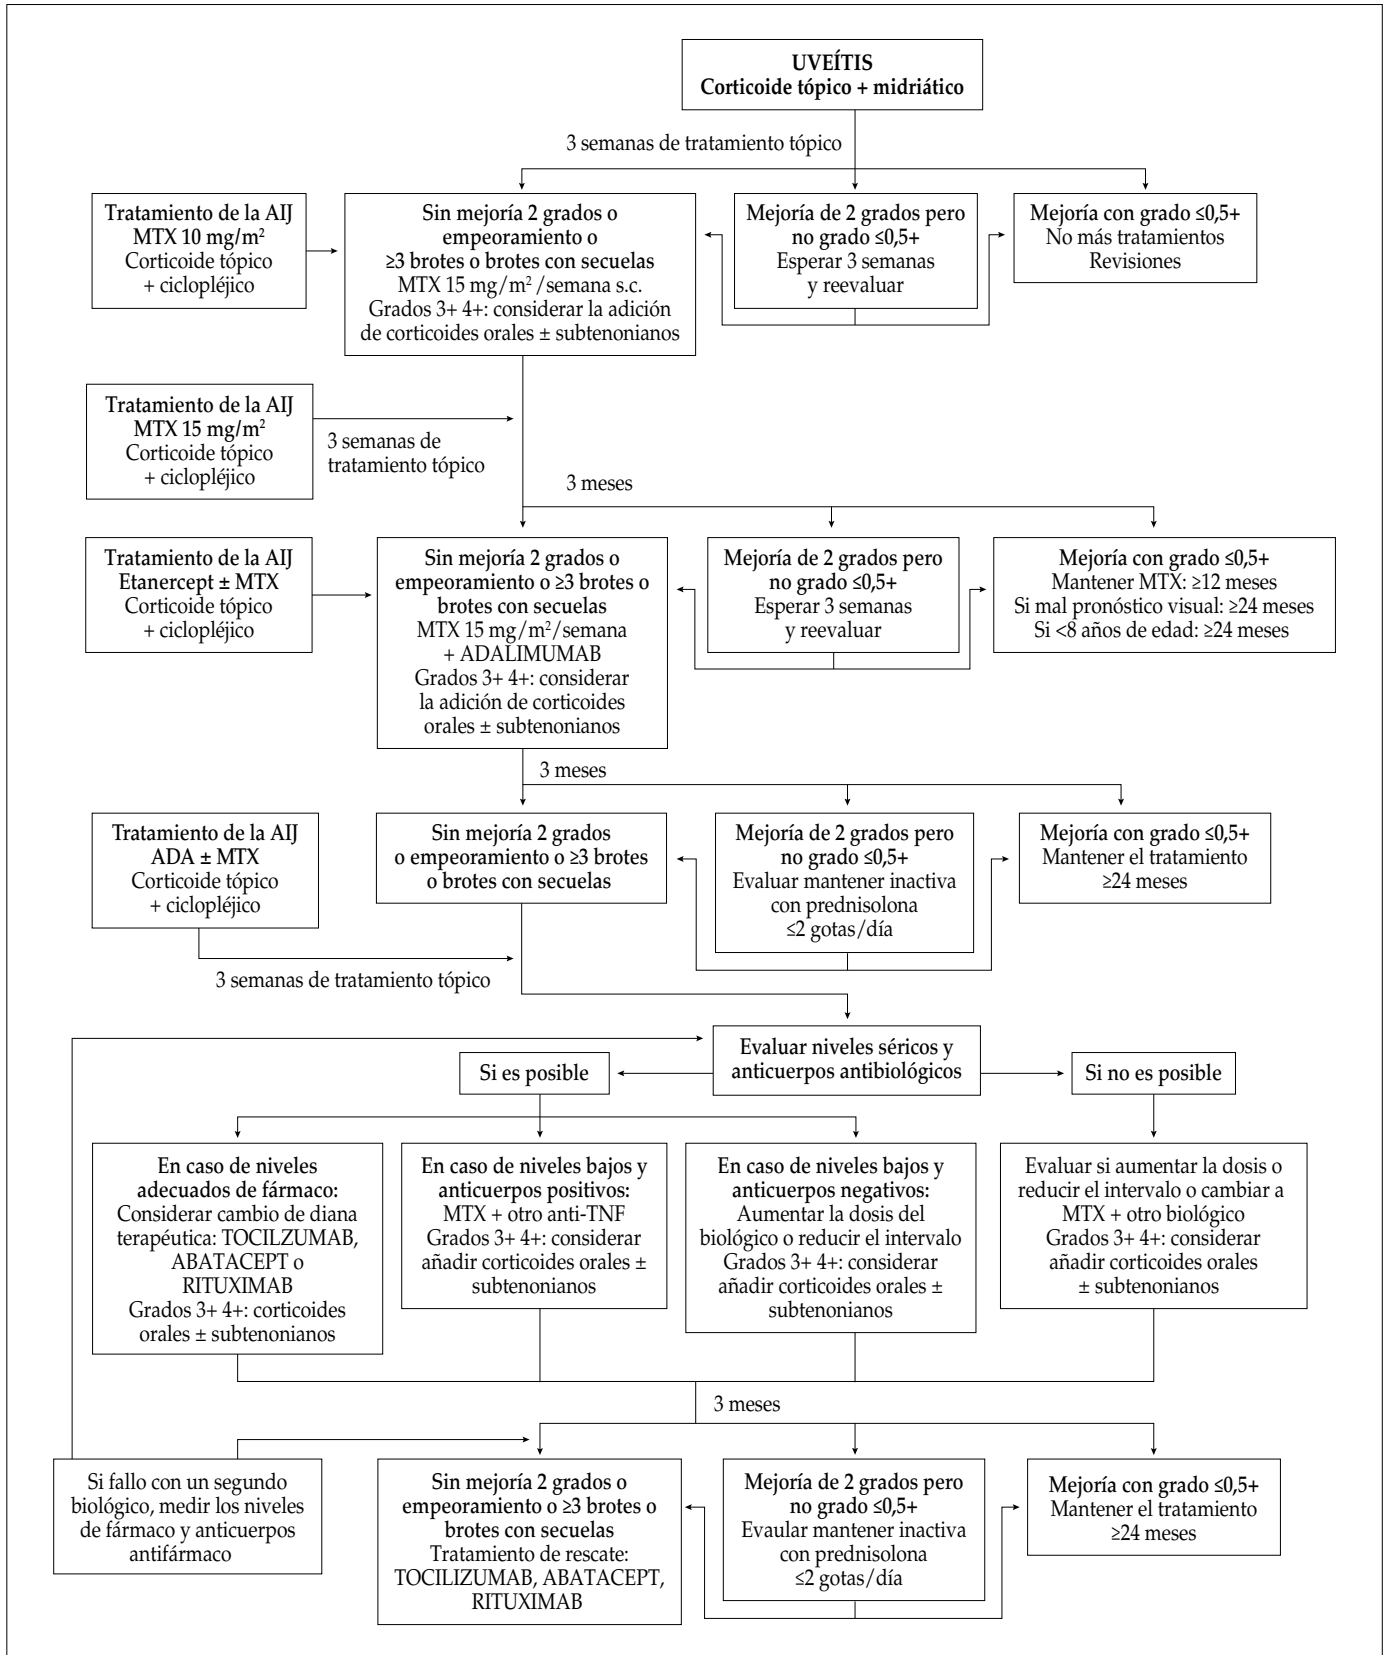 UVEÍTIS
Corticoide tópico + midriático
3 semanas de tratamiento tópico
Tratamiento de la AIJ
MTX 10 mg/m²
Corticoide tópico
+ ciclopléjico
Sin mejoría 2 grados o
empeoramiento o
≥3 brotes o brotes con secuelas
MTX 15 mg/m² /semana s.c.
Grados 3+ 4+: considerar la adición
de corticoides orales ± subtenonianos
Mejoría de 2 grados pero
no grado ≤0,5+
Esperar 3 semanas
y reevaluar
Mejoría con grado ≤0,5+
No más tratamientos
Revisiones
Tratamiento de la AIJ
MTX 15 mg/m²
Corticoide tópico
+ ciclopléjico
3 semanas de
tratamiento tópico
3 meses
Tratamiento de la AIJ
Etanercept ± MTX
Corticoide tópico
+ ciclopléjico
Sin mejoría 2 grados o
empeoramiento o ≥3 brotes o
brotes con secuelas
MTX 15 mg/m²/semana
+ ADALIMUMAB
Grados 3+ 4+: considerar
la adición de corticoides
orales ± subtenonianos
Mejoría de 2 grados pero
no grado ≤0,5+
Esperar 3 semanas
y reevaluar
Mejoría con grado ≤0,5+
Mantener MTX: ≥12 meses
Si mal pronóstico visual: ≥24 meses
Si <8 años de edad: ≥24 meses
3 meses
Tratamiento de la AIJ
ADA ± MTX
Corticoide tópico
+ ciclopléjico
Sin mejoría 2 grados
o empeoramiento o ≥3 brotes
o brotes con secuelas
Mejoría de 2 grados pero
no grado ≤0,5+
Evaluar mantener inactiva
con prednisolona
≤2 gotas/día
Mejoría con grado ≤0,5+
Mantener el tratamiento
≥24 meses
3 semanas de tratamiento tópico
Evaluar niveles séricos y
anticuerpos antibiológicos
Si es posible
Si no es posible
En caso de niveles
adecuados de fármaco:
Considerar cambio de diana
terapéutica: TOCILZUMAB,
ABATACEPT o
RITUXIMAB
Grados 3+ 4+: corticoides
orales ± subtenonianos
En caso de niveles bajos y
anticuerpos positivos:
MTX + otro anti-TNF
Grados 3+ 4+: considerar
añadir corticoides orales ±
subtenonianos
En caso de niveles bajos y
anticuerpos negativos:
Aumentar la dosis del
biológico o reducir el intervalo
Grados 3+ 4+: considerar
añadir corticoides orales ±
subtenonianos
Evaluar si aumentar la dosis o
reducir el intervalo o cambiar a
MTX + otro biológico
Grados 3+ 4+: considerar
añadir corticoides orales
± subtenonianos
3 meses
Si fallo con un segundo
biológico, medir los niveles
de fármaco y anticuerpos
antifármaco
Sin mejoría 2 grados o
empeoramiento o ≥3 brotes o
brotes con secuelas
Tratamiento de rescate:
TOCILIZUMAB, ABATACEPT,
RITUXIMAB
Mejoría de 2 grados pero
no grado ≤0,5+
Evaular mantener inactiva
con prednisolona
≤2 gotas/día
Mejoría con grado ≤0,5+
Mantener el tratamiento
≥24 meses